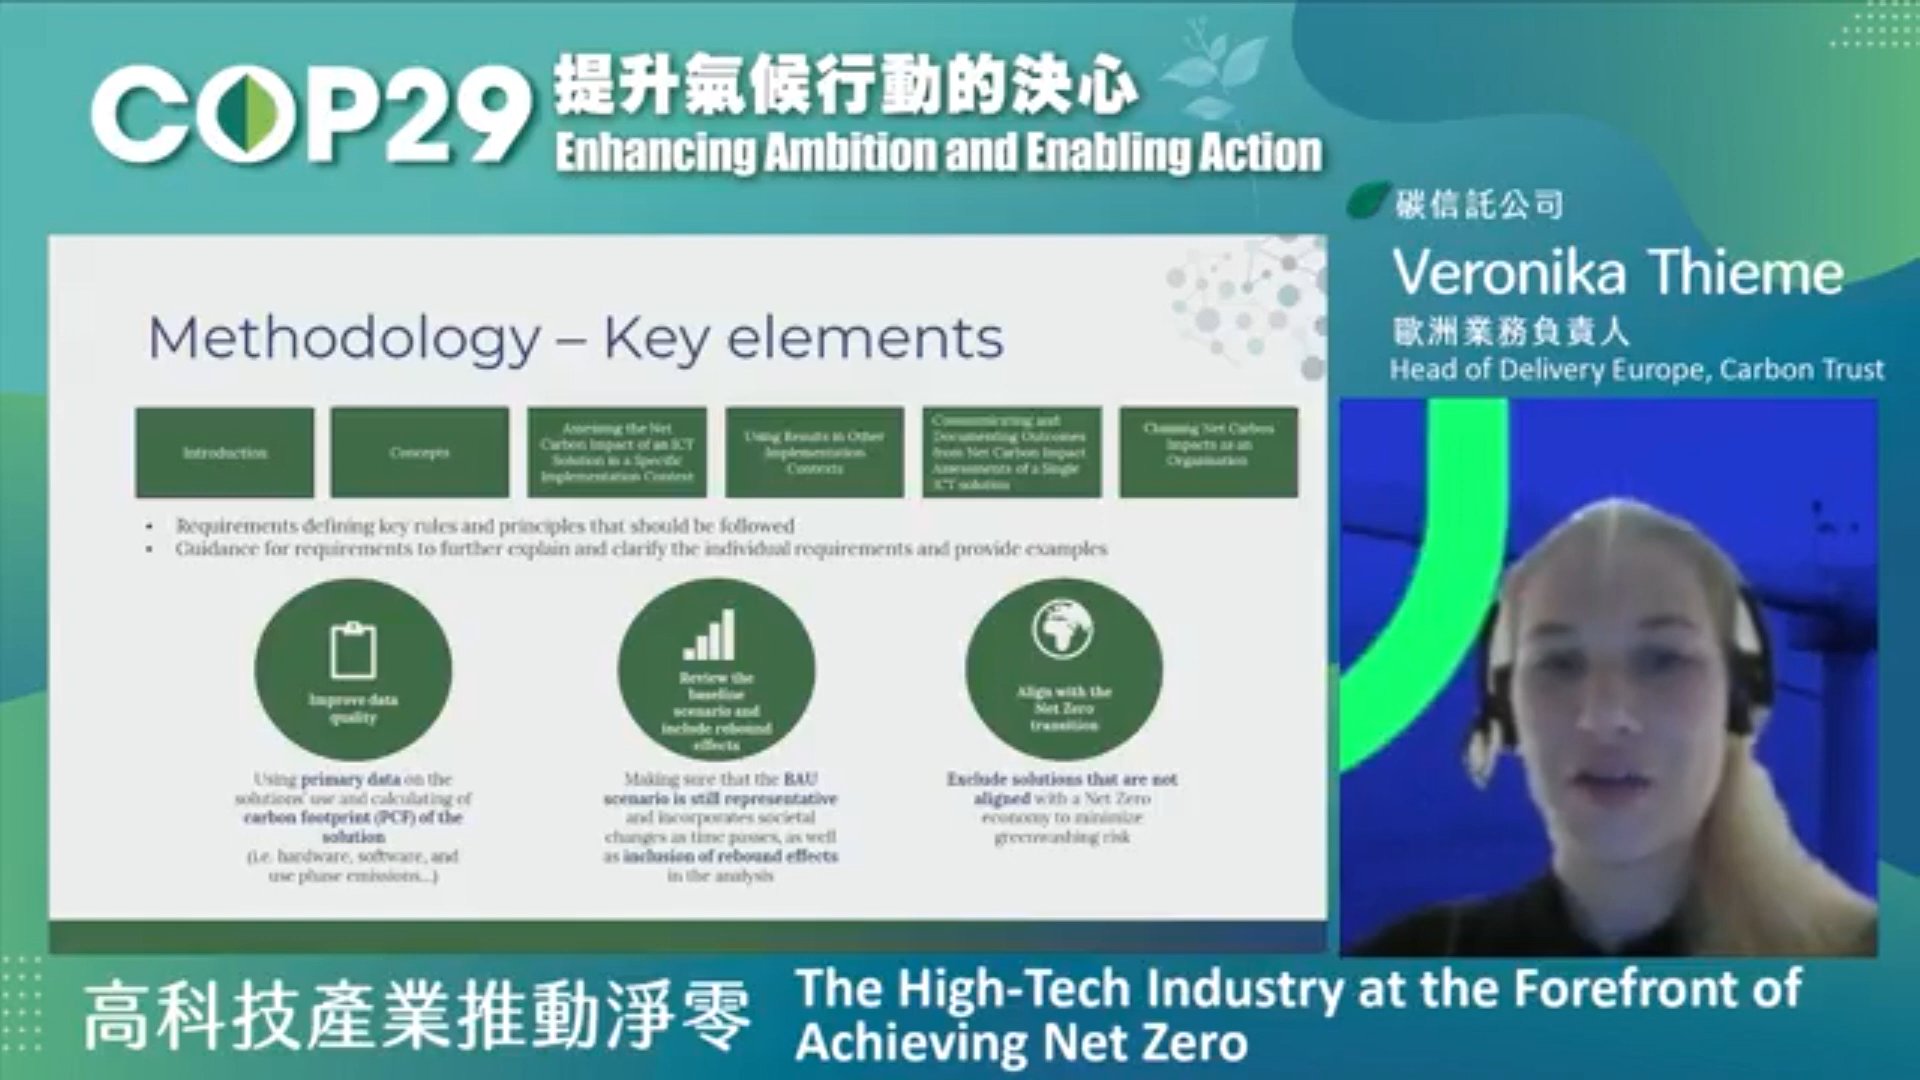 COP29
提升氣候行動的決心
Enhancing Ambition and Enabling Action
碳信託公司
Veronika Thieme
歐洲業務負責人
Head of Delivery Europe, Carbon Trust
Methodology – Key elements
Introduction
Concepts
Assessing the Net
Carbon Impact of an ICT
Solution in a Specific
Implementation Context
Using Results in Other
Implementation
Contexts
Communicating and
Documenting Outcomes
from Net Carbon Impact
Assessments of a Single
ICT solution
Claiming Net Carbon
Impacts as an
Organisation
• Requirements defining key rules and principles that should be followed
• Guidance for requirements to further explain and clarify the individual requirements and provide examples
Improve data
quality
Using primary data on the
solutions' use and calculating of
carbon footprint (PCF) of the
solution
(i.e. hardware, software, and
use phase emissions...)
Review the
baseline
scenario and
include rebound
effects
Making sure that the BAU
scenario is still representative
and incorporates societal
changes as time passes, as well
as inclusion of rebound effects
in the analysis
Align with the
Net Zero
transition
Exclude solutions that are not
aligned with a Net Zero
economy to minimize
greenwashing risk
高科技產業推動淨零
The High-Tech Industry at the Forefront of
Achieving Net Zero